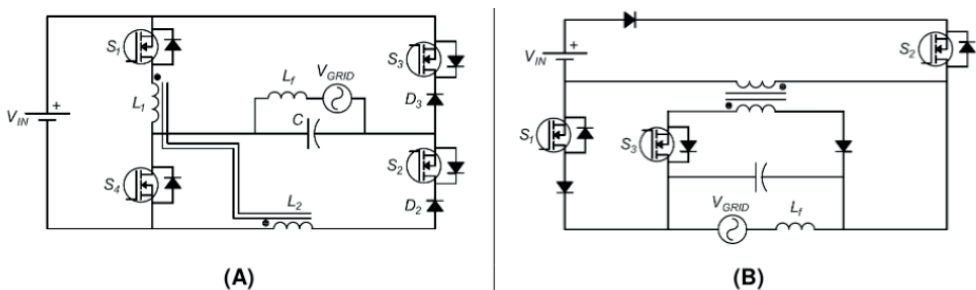 S1
S3
Lf
VGRID
L1
D3
VIN
+
C
S4
S2
L2
D2
(A)
VIN
+
S2
S1
S3
VGRID
Lf
(B)